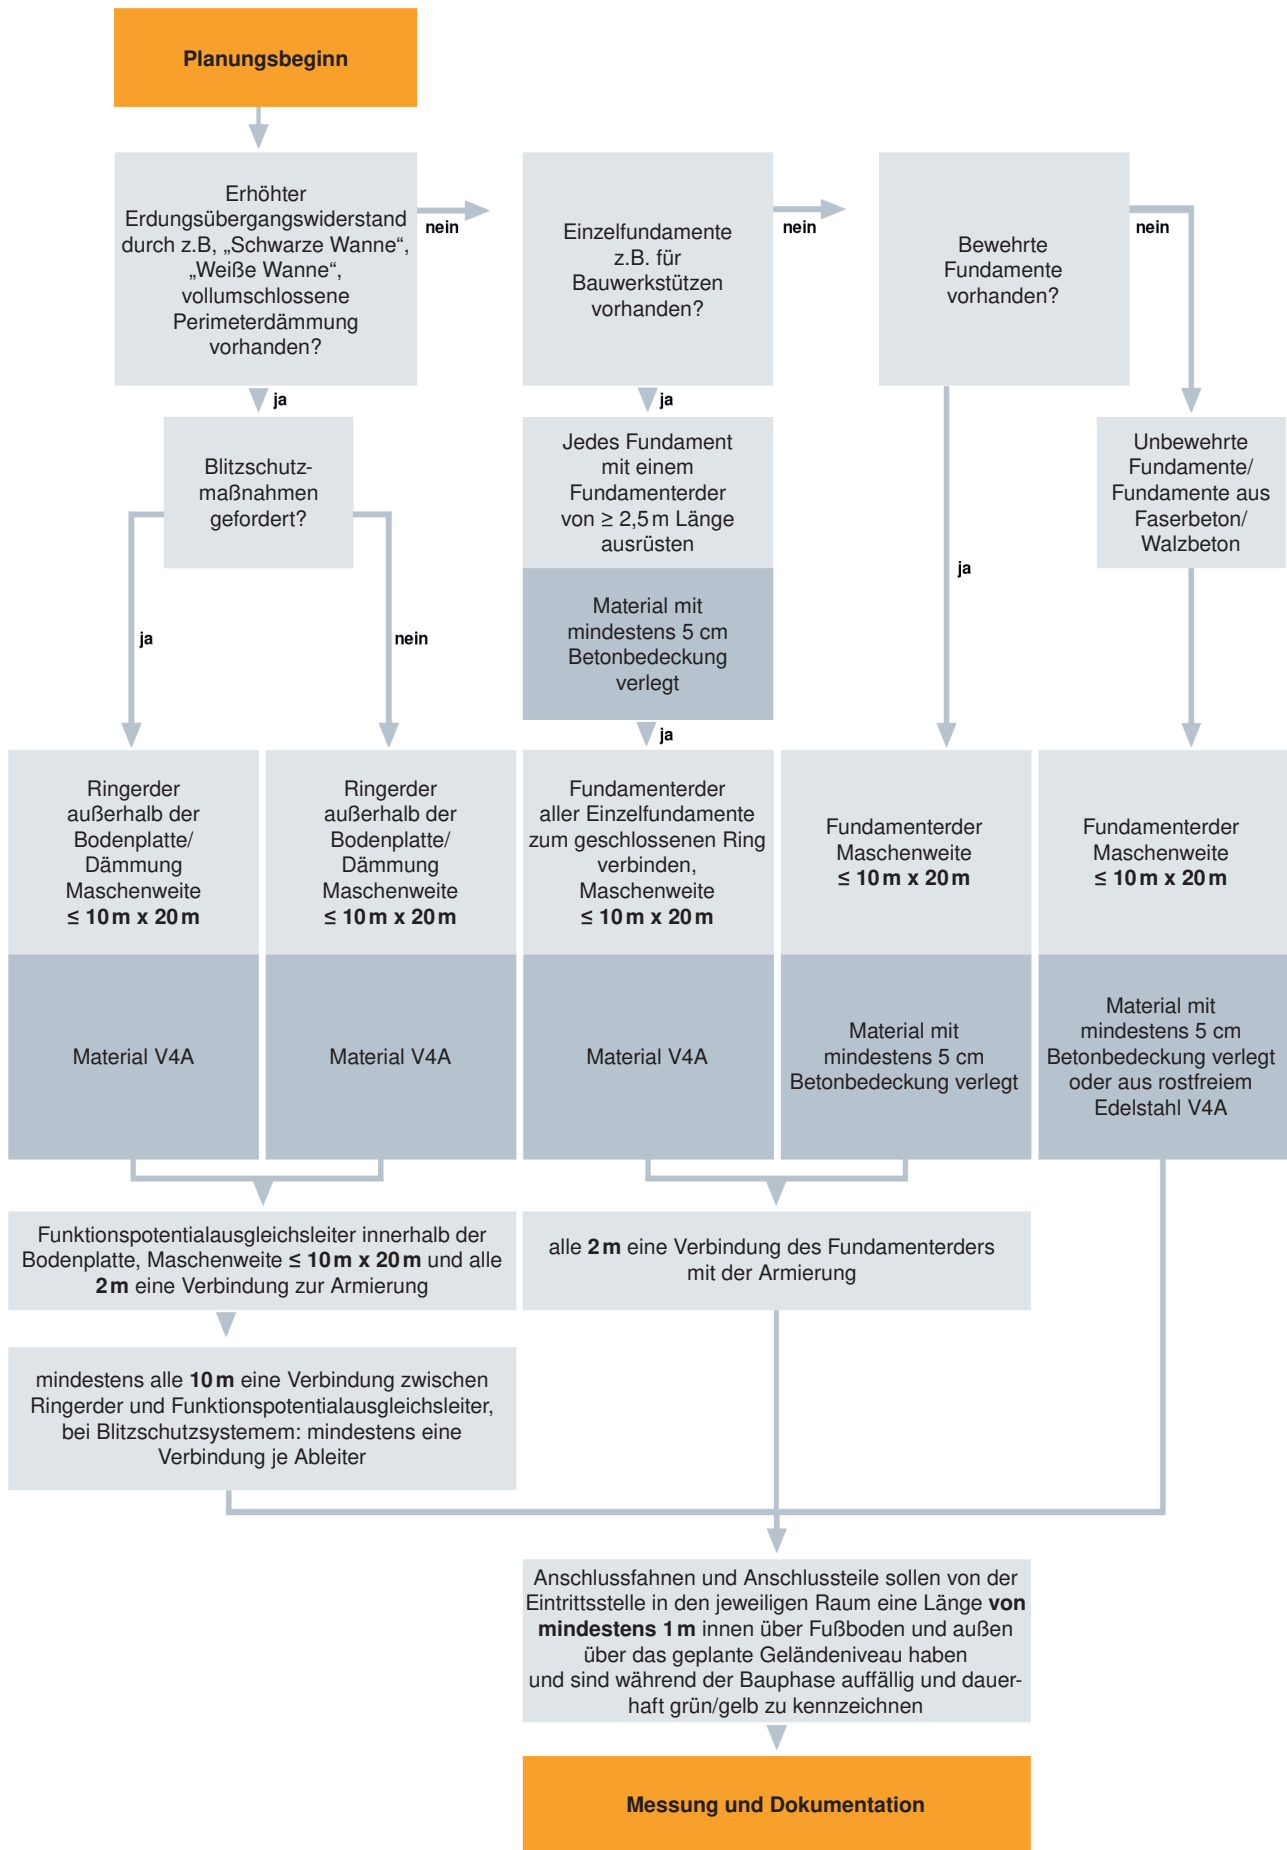 Planungsbeginn
Erhöhter
Erdungsübergangswiderstand
durch z.B, „Schwarze Wanne“,
„Weiße Wanne“,
vollumschlossene
Perimeterdämmung
vorhanden?
nein
Einzelfundamente
z.B. für
Bauwerkstützen
vorhanden?
nein
Bewehrte
Fundamente
vorhanden?
nein
ja
ja
Blitzschutz-
maßnahmen
gefordert?
Jedes Fundament
mit einem
Fundamenterder
von ≥ 2,5 m Länge
ausrüsten
Unbewehrte
Fundamente/
Fundamente aus
Faserbeton/
Walzbeton
ja
Material mit
mindestens 5 cm
Betonbedeckung
verlegt
ja
nein
ja
Ringerder
außerhalb der
Bodenplatte/
Dämmung
Maschenweite
≤ 10 m x 20 m
Ringerder
außerhalb der
Bodenplatte/
Dämmung
Maschenweite
≤ 10 m x 20 m
Fundamenterder
aller Einzelfundamente
zum geschlossenen Ring
verbinden,
Maschenweite
≤ 10 m x 20 m
Fundamenterder
Maschenweite
≤ 10 m x 20 m
Fundamenterder
Maschenweite
≤ 10 m x 20 m
Material V4A
Material V4A
Material V4A
Material mit
mindestens 5 cm
Betonbedeckung verlegt
Material mit
mindestens 5 cm
Betonbedeckung verlegt
oder aus rostfreiem
Edelstahl V4A
Funktionspotentialausgleichsleiter innerhalb der
Bodenplatte, Maschenweite ≤ 10 m x 20 m und alle
2 m eine Verbindung zur Armierung
alle 2 m eine Verbindung des Fundamenterders
mit der Armierung
mindestens alle 10 m eine Verbindung zwischen
Ringerder und Funktionspotentialausgleichsleiter,
bei Blitzschutzsystemem: mindestens eine
Verbindung je Ableiter
Anschlussfahnen und Anschlussteile sollen von der
Eintrittsstelle in den jeweiligen Raum eine Länge von
mindestens 1 m innen über Fußboden und außen
über das geplante Geländeniveau haben
und sind während der Bauphase auffällig und dauer-
haft grün/gelb zu kennzeichnen
Messung und Dokumentation